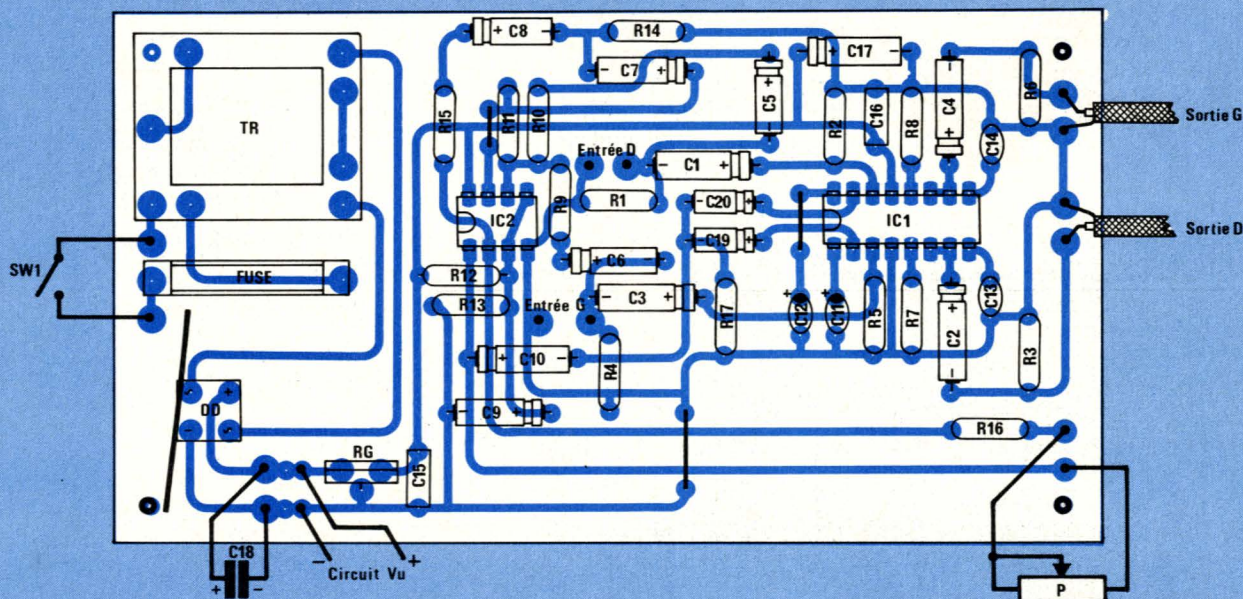 C8
R14
C17
C7
TR
R15
R11
R10
C5
R2
C16
R8
C4
R6
C14
Sortie G
Entrée D
C1
R9
R1
C20
IC2
IC1
C19
Sortie D
SW1
FUSE
R12
C6
R13
C3
Entrée G
R17
C12
C11
R5
R7
C2
C13
R3
C10
R4
DD
C9
RG
C15
R16
C18
Circuit Vu
P